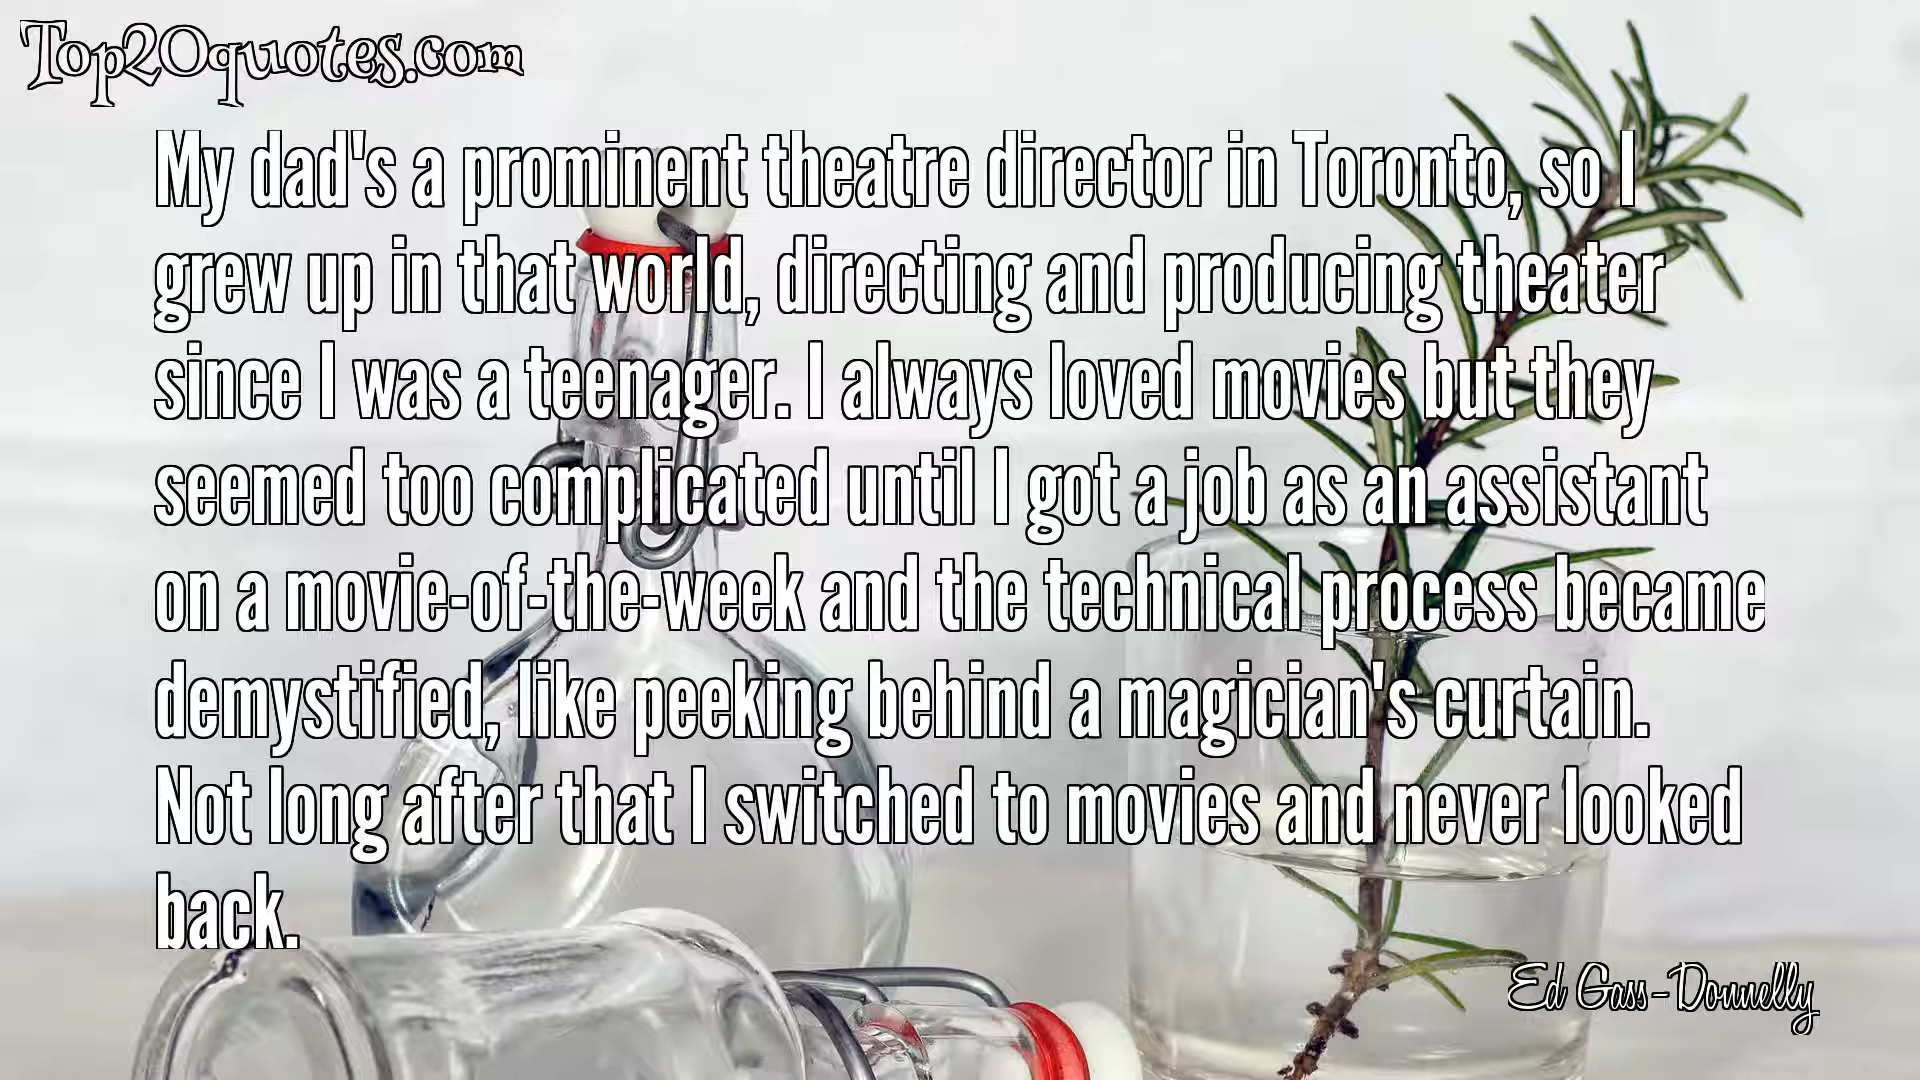 Top20quotes.com
My dad's a prominent theatre director in Toronto, so I
grew up in that world, directing and producing theater
since I was a teenager. I always loved movies but they
seemed too complicated until I got a job as an assistant
on a movie-of-the-week and the technical process became
demystified, like peeking behind a magician's curtain.
Not long after that I switched to movies and never looked
back.
Ed Gass-Donnelly